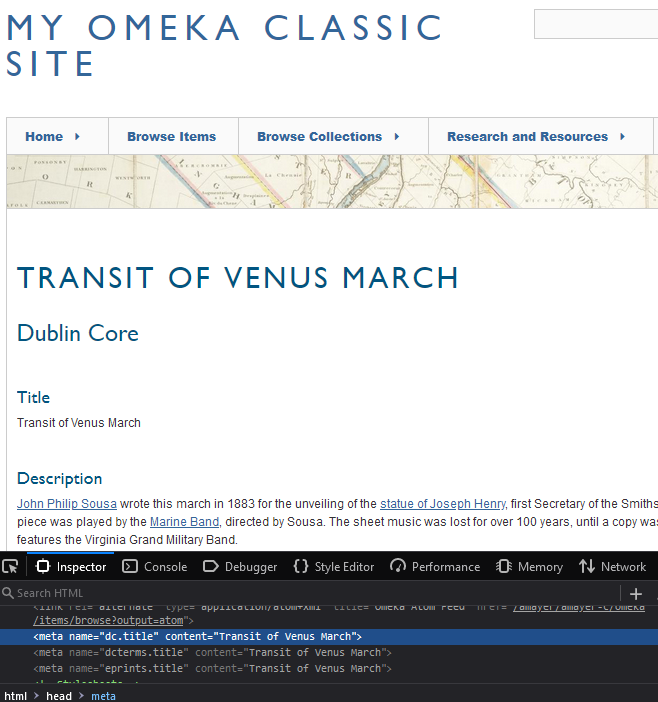 MY OMEKA CLASSIC
SITE
Home Browse Items Browse Collections Research and Resources
TRANSIT OF VENUS MARCH
Dublin Core
Title
Transit of Venus March
Description
John Philip Sousa wrote this march in 1883 for the unveiling of the statue of Joseph Henry, first Secretary of the Smiths
piece was played by the Marine Band, directed by Sousa. The sheet music was lost for over 100 years, until a copy wa
features the Virginia Grand Military Band.
Inspector Console Debugger Style Editor Performance Memory Network
Search HTML
<link rel="alternate" type="application/atom+xml" title="Omeka Atom Feed" href="/amayer/amayer-c/omeka
/items/browse?output=atom">
<meta name="dc.title" content="Transit of Venus March">
<meta name="dcterms.title" content="Transit of Venus March">
<meta name="eprints.title" content="Transit of Venus March">
<!-- Stylesheets -->
html > head > meta